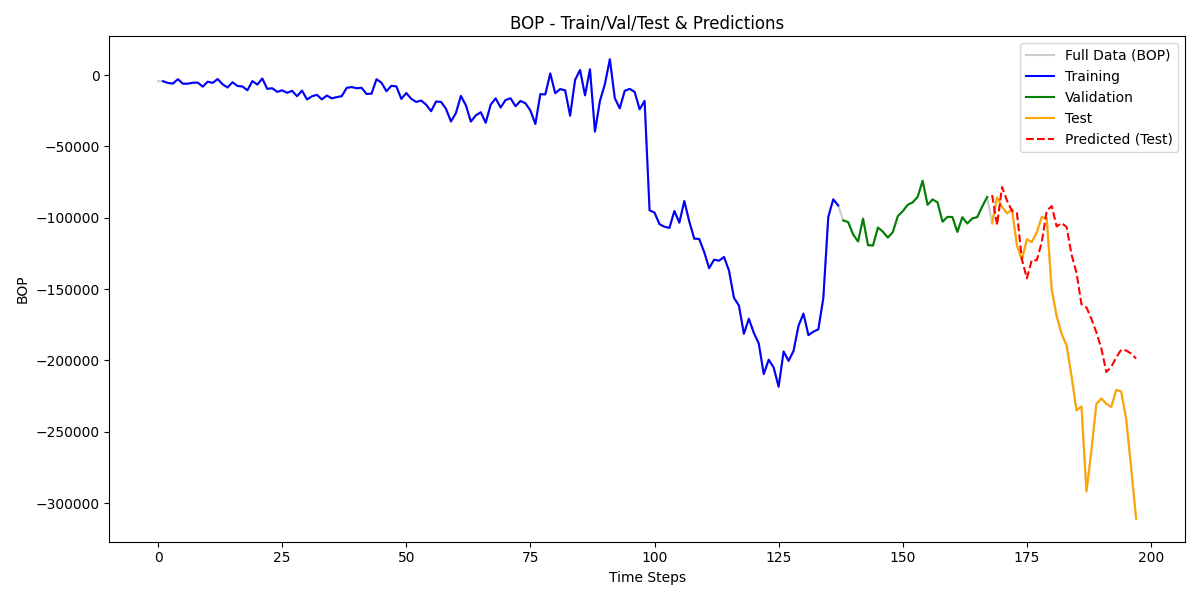 BOP - Train/Val/Test & Predictions
Full Data (BOP)
Training
Validation
Test
Predicted (Test)
BOP
0
−50000
−100000
−150000
−200000
−250000
−300000
0 25 50 75 100 125 150 175 200
Time Steps